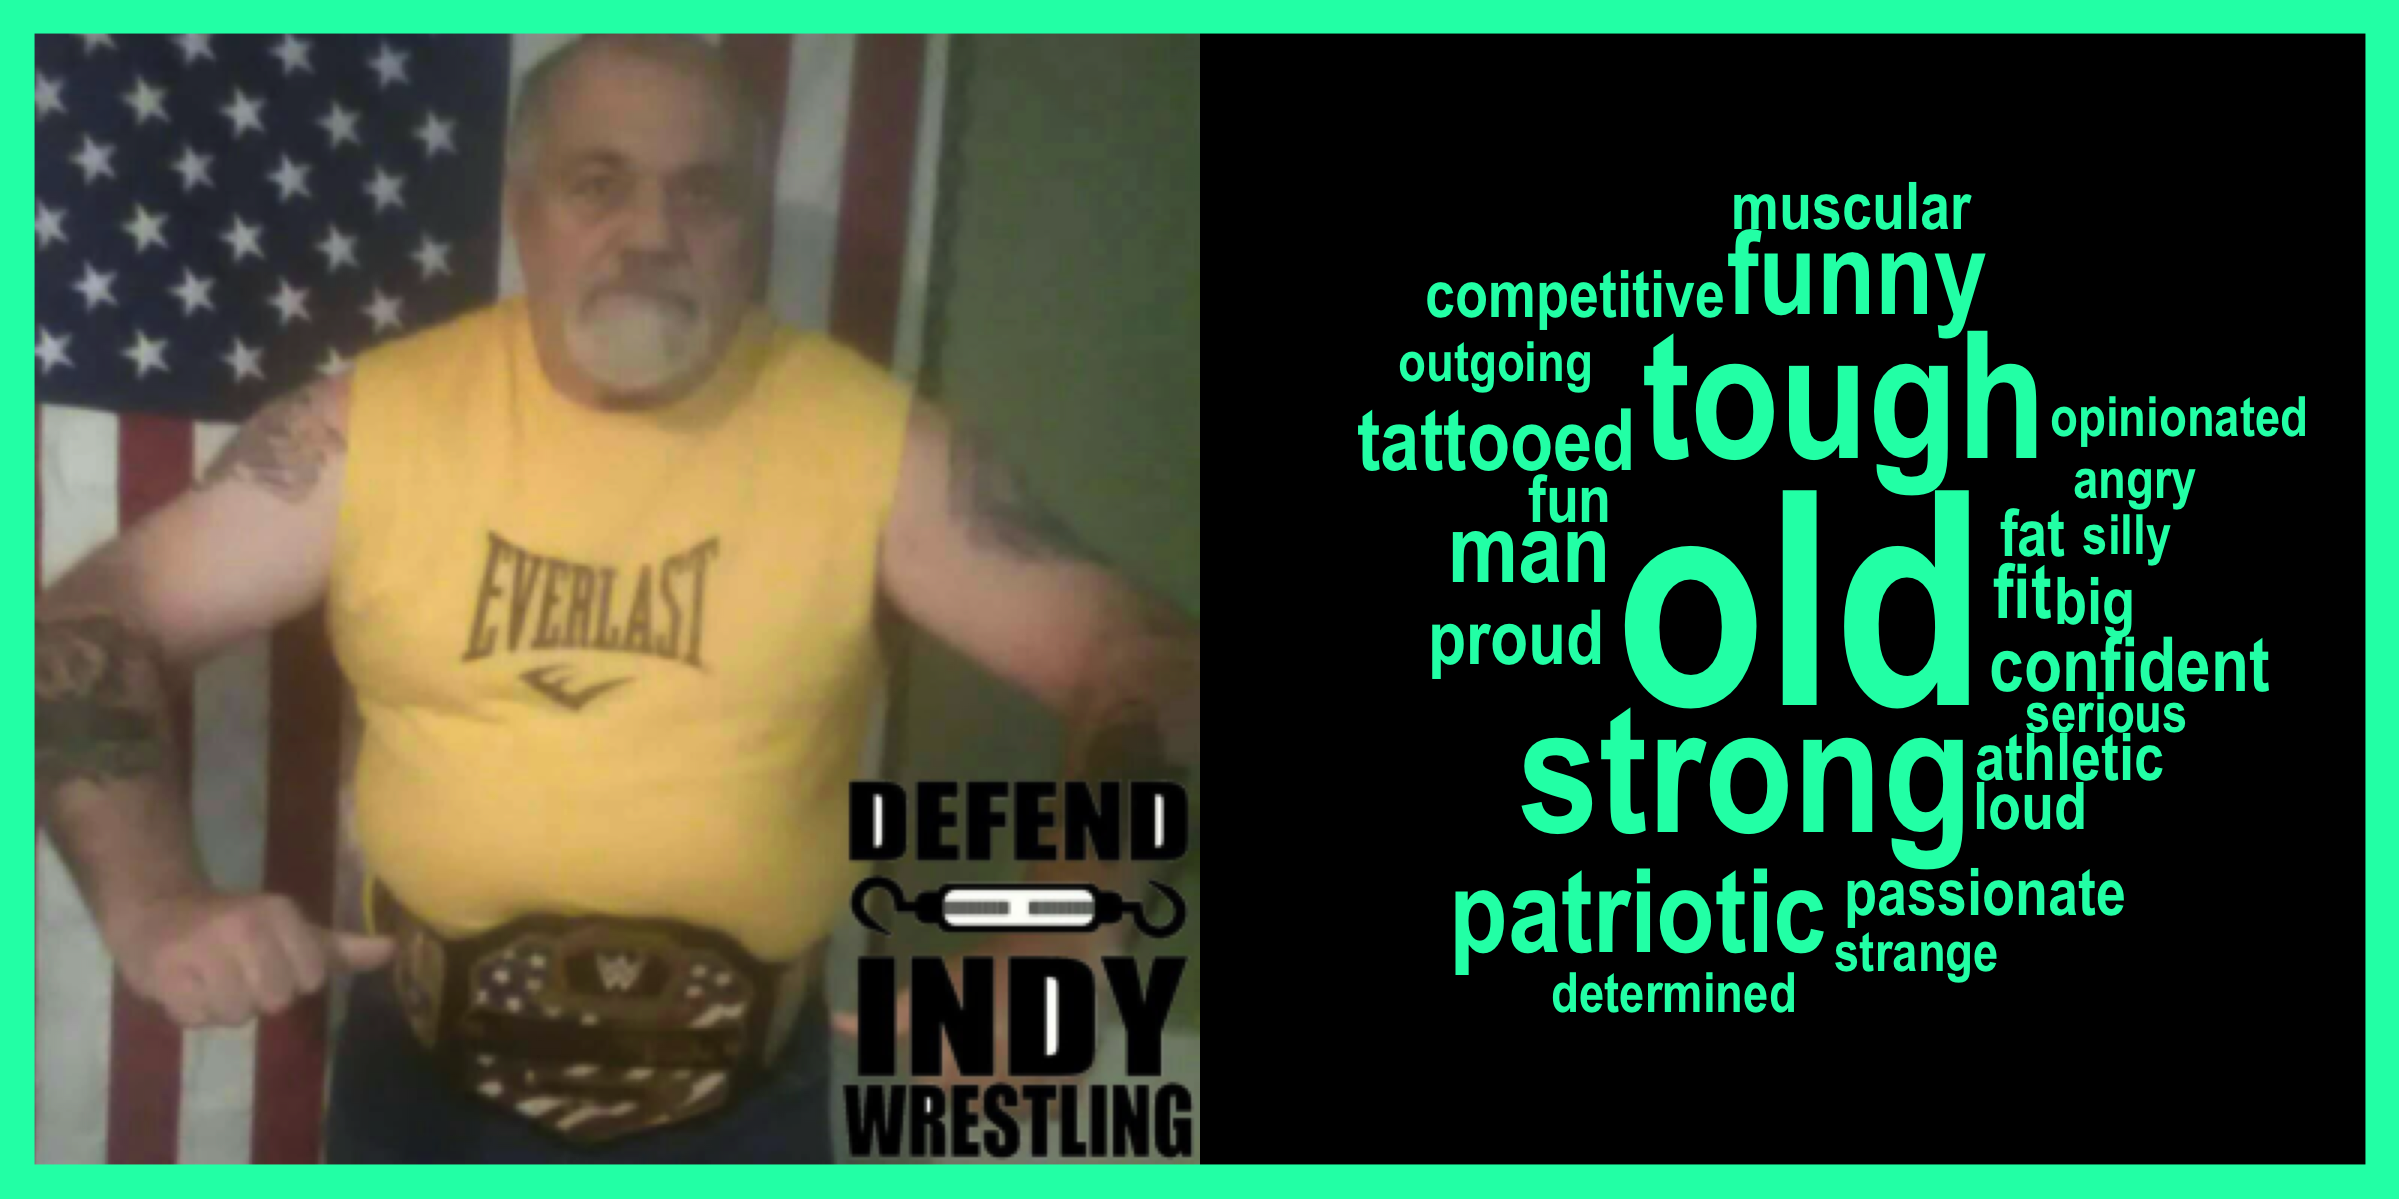 EVERLAST
W
DEFEND
INDY
WRESTLING
muscular
funny
competitive
outgoing
tough
tattooed
opinionated
fun
angry
man
old
fat
silly
fit
big
proud
confident
serious
strong
athletic
loud
patriotic
passionate
strange
determined